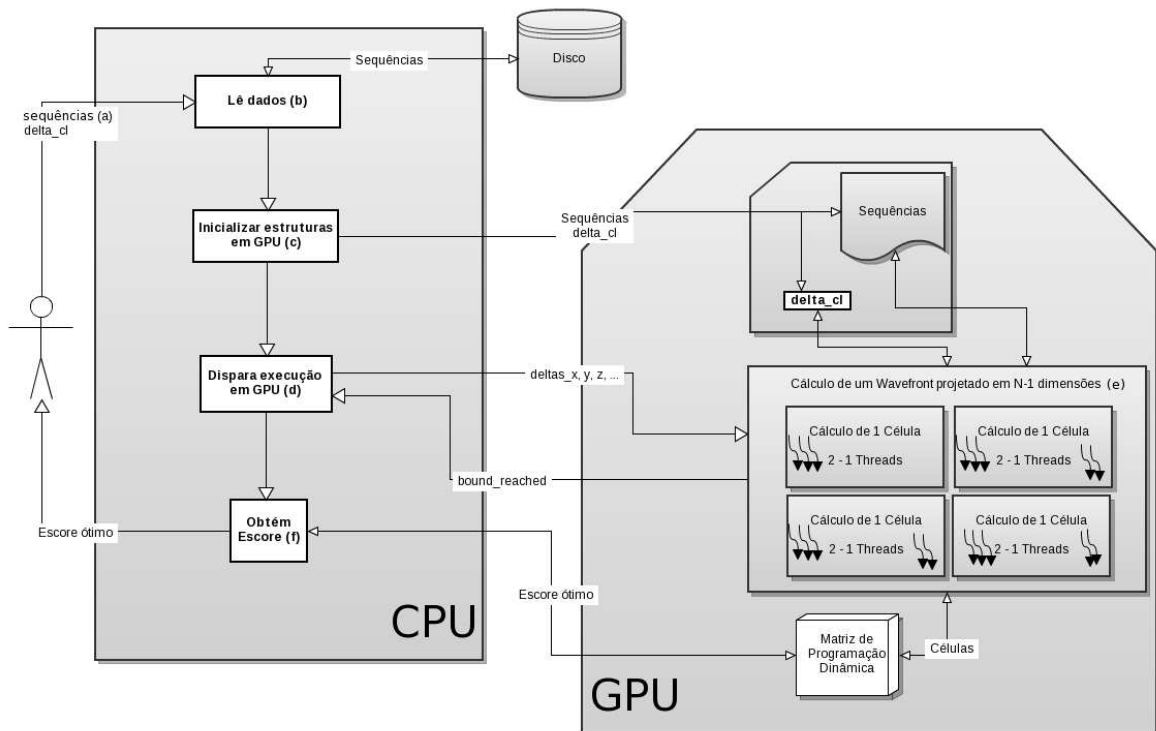 Sequências
Disco
Lê dados (b)
sequências (a)
delta_cl
Inicializar estruturas
em GPU (c)
Sequências
delta_cl
Sequências
delta_cl
Dispara execução
em GPU (d)
deltas_x, y, z, ...
Cálculo de um Wavefront projetado em N-1 dimensões (e)
Cálculo de 1 Célula
2 - 1 Threads
Cálculo de 1 Célula
2 - 1 Threads
bound_reached
Cálculo de 1 Célula
2 - 1 Threads
Cálculo de 1 Célula
2 - 1 Threads
Obtém
Escore (f)
Escore ótimo
Escore ótimo
CPU
Matriz de
Programação
Dinâmica
Células
GPU